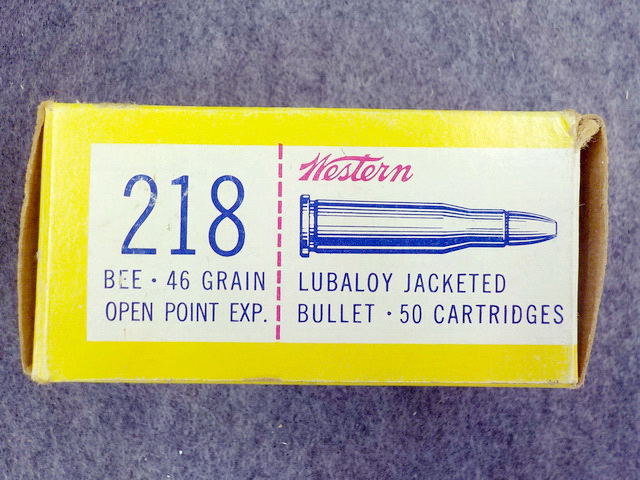 218
BEE · 46 GRAIN
OPEN POINT EXP.
Western
LUBALOY JACKETED
BULLET · 50 CARTRIDGES